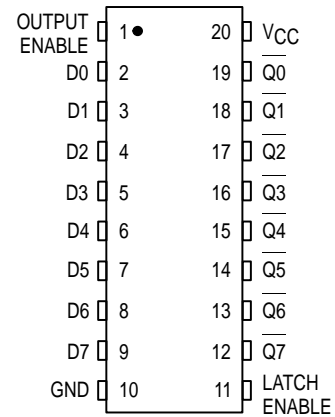 OUTPUT
ENABLE 1 20 VCC
D0 2 19 Q0
D1 3 18 Q1
D2 4 17 Q2
D3 5 16 Q3
D4 6 15 Q4
D5 7 14 Q5
D6 8 13 Q6
D7 9 12 Q7
GND 10 11 LATCH
ENABLE